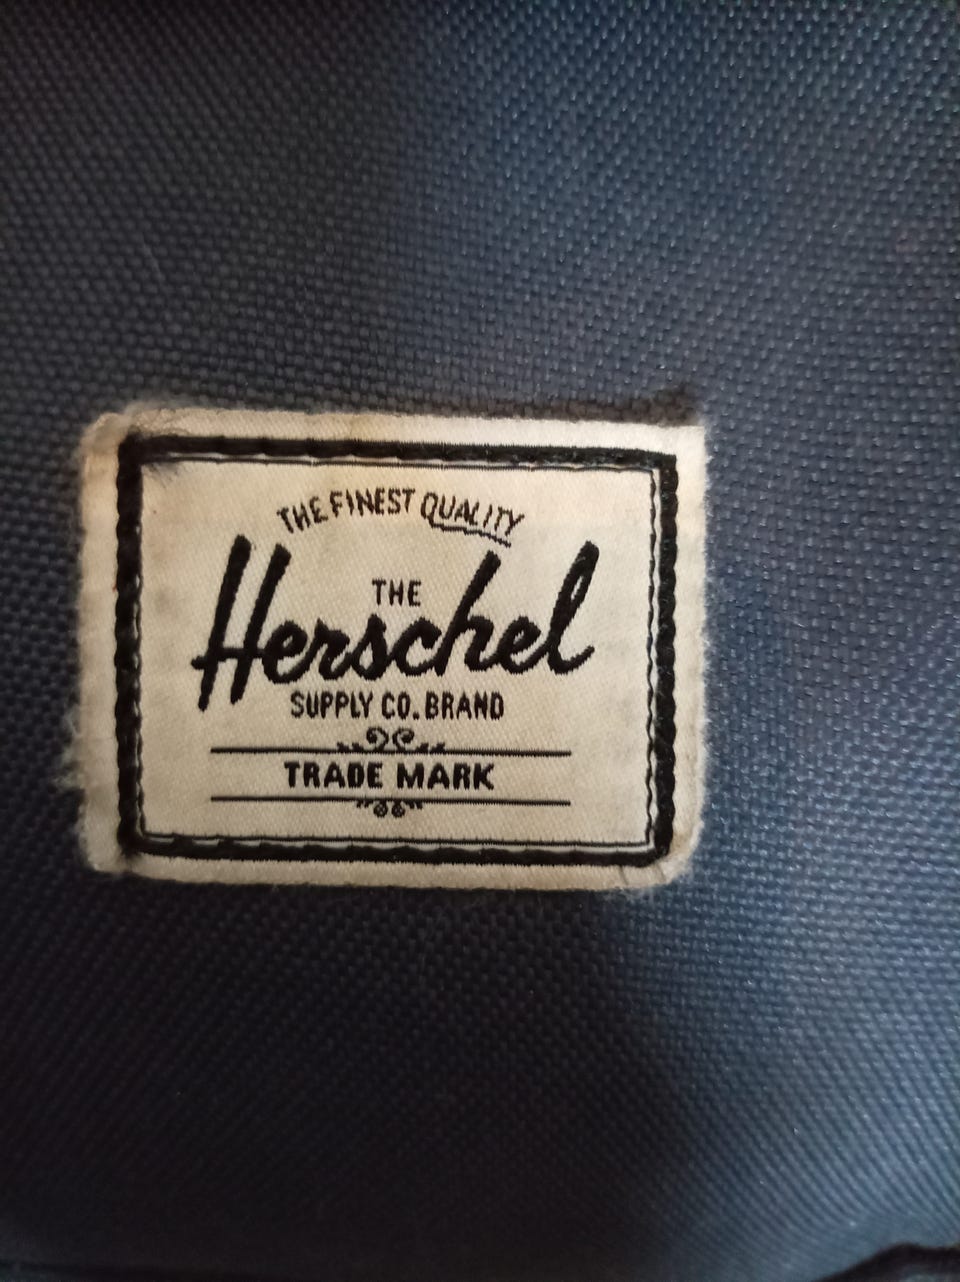 THE FINEST QUALITY
THE
Herschel
SUPPLY CO. BRAND
TRADE MARK